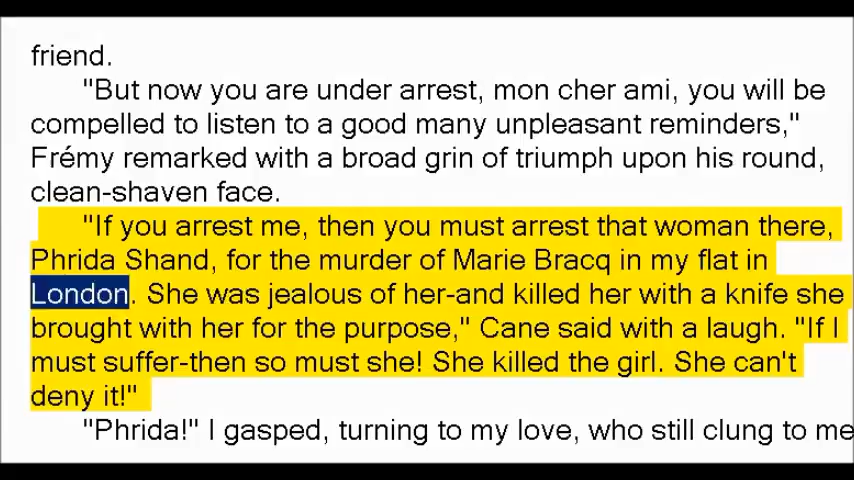 friend.
"But now you are under arrest, mon cher ami, you will be
compelled to listen to a good many unpleasant reminders,"
Frémy remarked with a broad grin of triumph upon his round,
clean-shaven face.
"If you arrest me, then you must arrest that woman there,
Phrida Shand, for the murder of Marie Bracq in my flat in
London. She was jealous of her-and killed her with a knife she
brought with her for the purpose," Cane said with a laugh. "If I
must suffer-then so must she! She killed the girl. She can't
deny it!"
"Phrida!" I gasped, turning to my love, who still clung to me